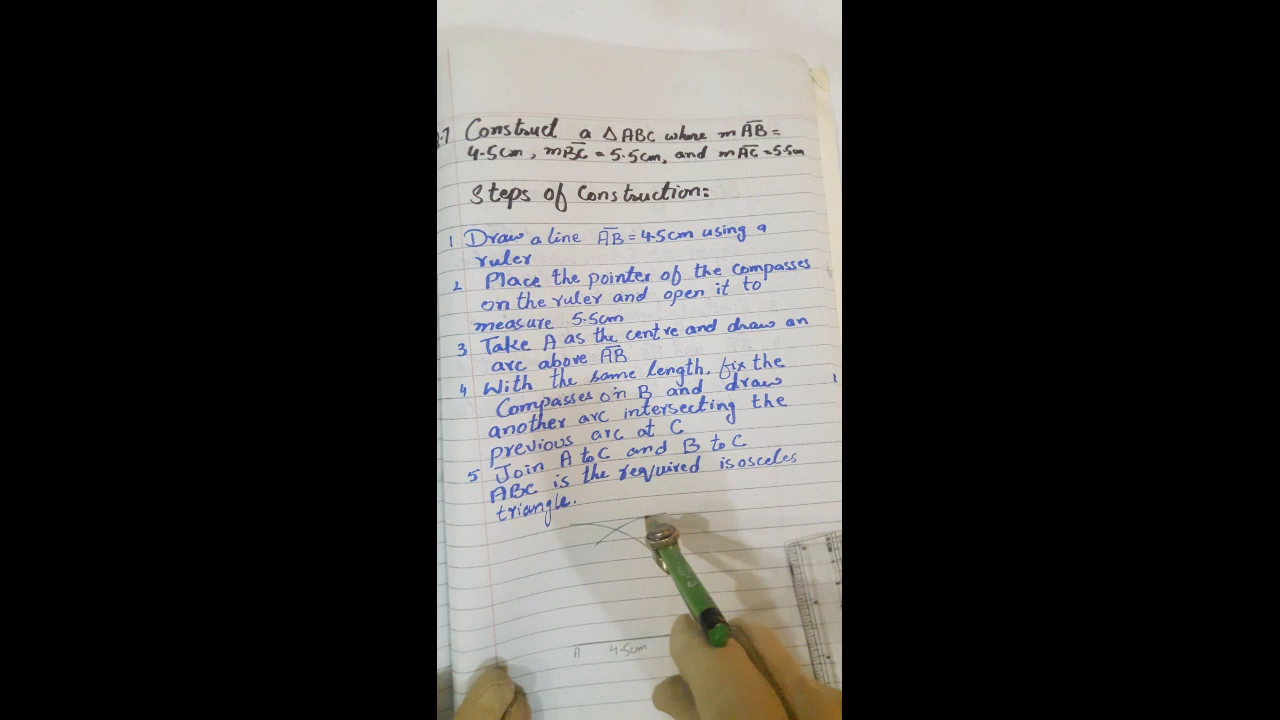 Construct a △ABC where m AB̅ =
4.5cm, mBC̅ = 5.5cm, and mAC̅ = 5.5cm
Steps of Construction:
1 Draw a line AB̅ = 4.5cm using a
ruler
2 Place the pointer of the compasses
on the ruler and open it to
measure 5.5cm
3 Take A as the centre and draw an
arc above AB̅
4 With the same length, fix the
Compasses on B and draw
another arc intersecting the
previous arc at C
5 Join A to C and B to C
ABC is the required isosceles
triangle.
A 4.5cm